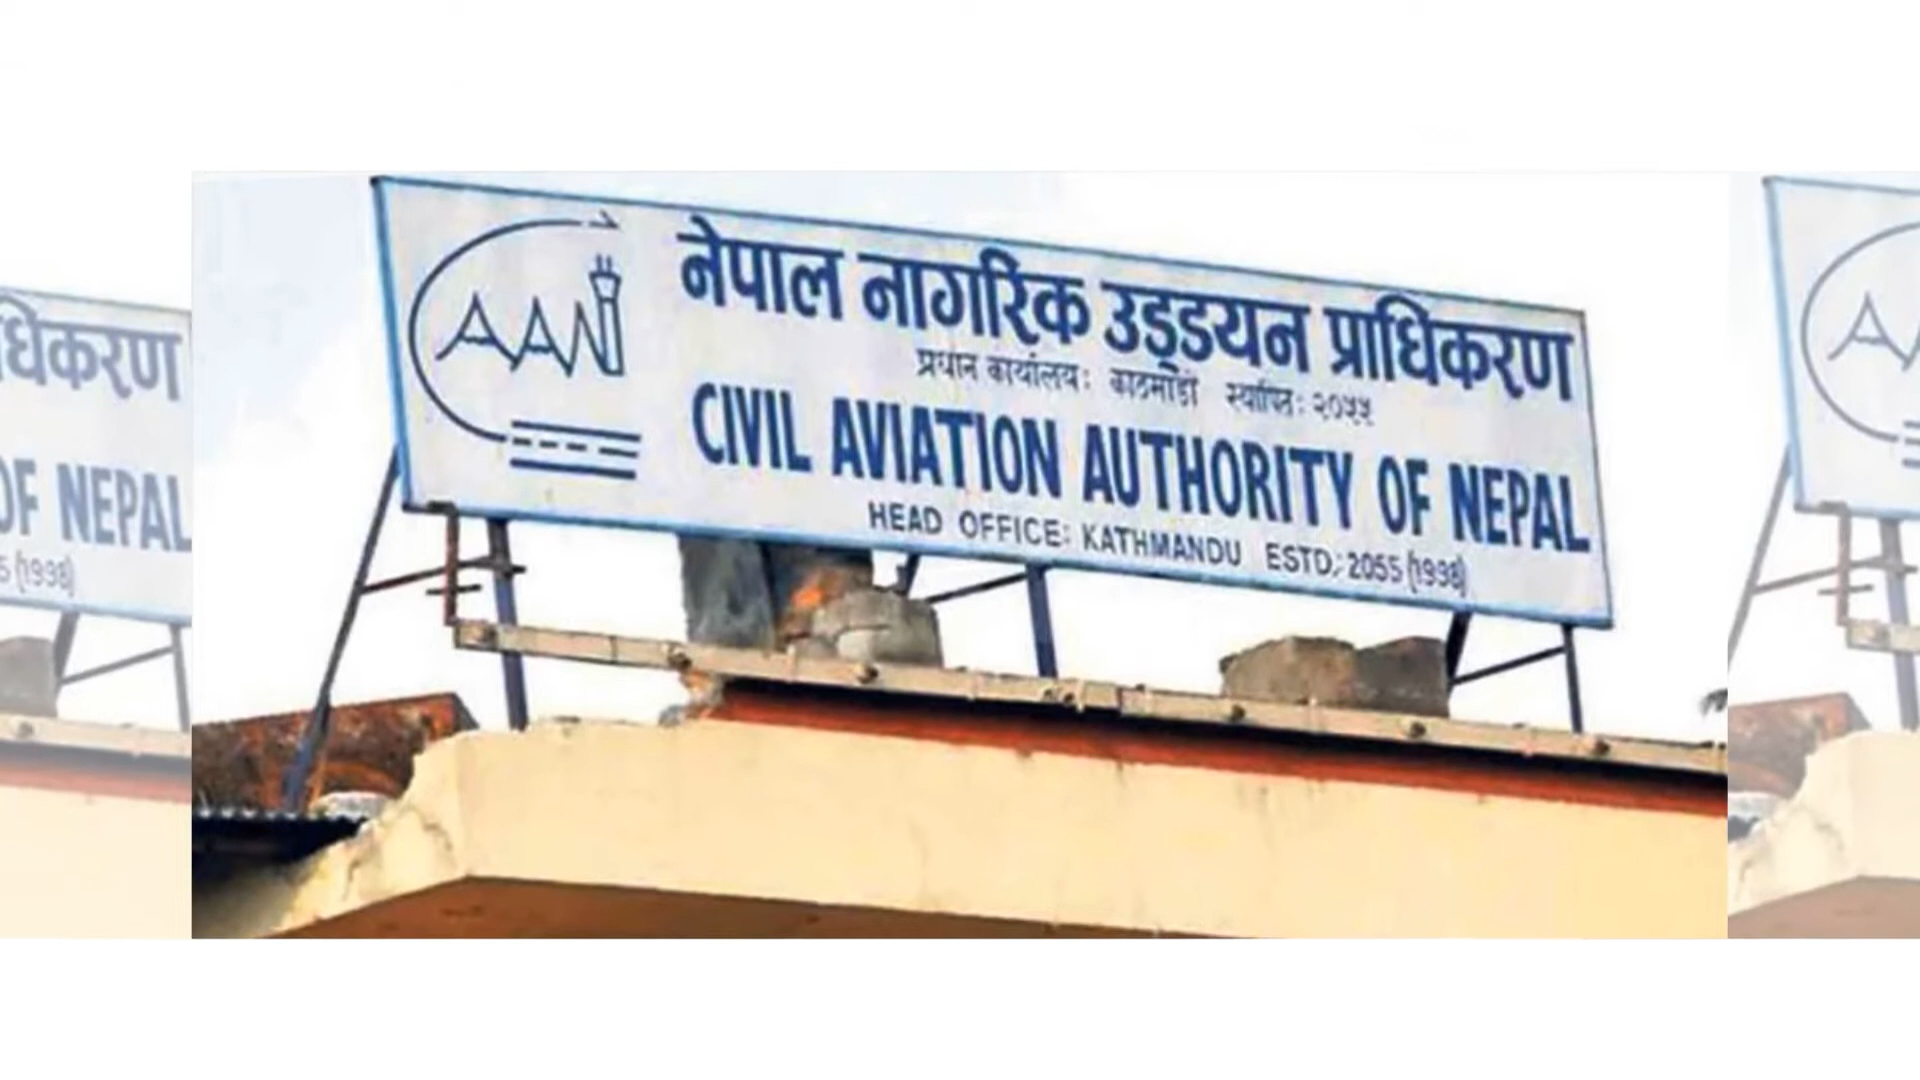 नेपाल नागरिक उड्डयन प्राधिकरण
प्रधान कार्यालय: काठमाडौं स्थापित: २०५५
CIVIL AVIATION AUTHORITY OF NEPAL
HEAD OFFICE: KATHMANDU ESTD.: 2055 (1998)